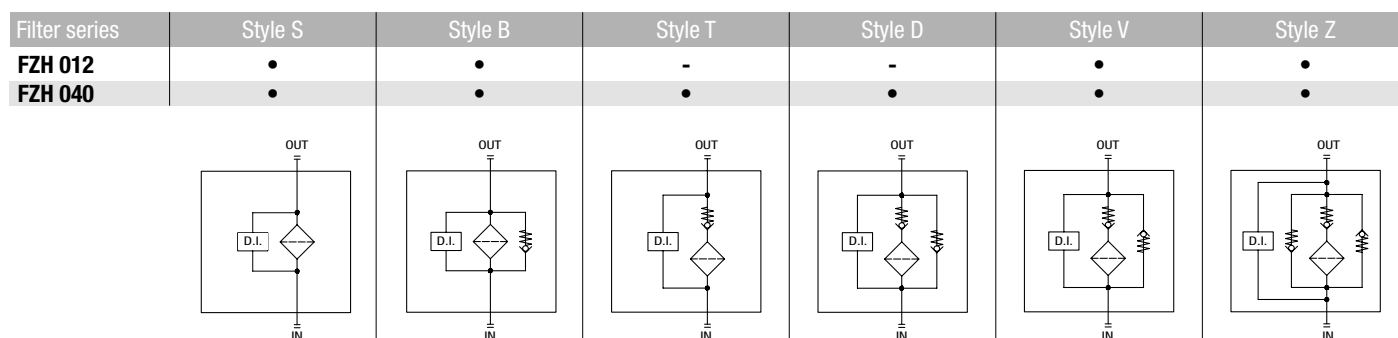 Filter series Style S Style B Style T Style D Style V Style Z
FZH 012 • • - - • •
FZH 040 • • • • • •
OUT OUT OUT OUT OUT OUT
D.I. D.I. D.I. D.I. D.I. D.I.
IN IN IN IN IN IN